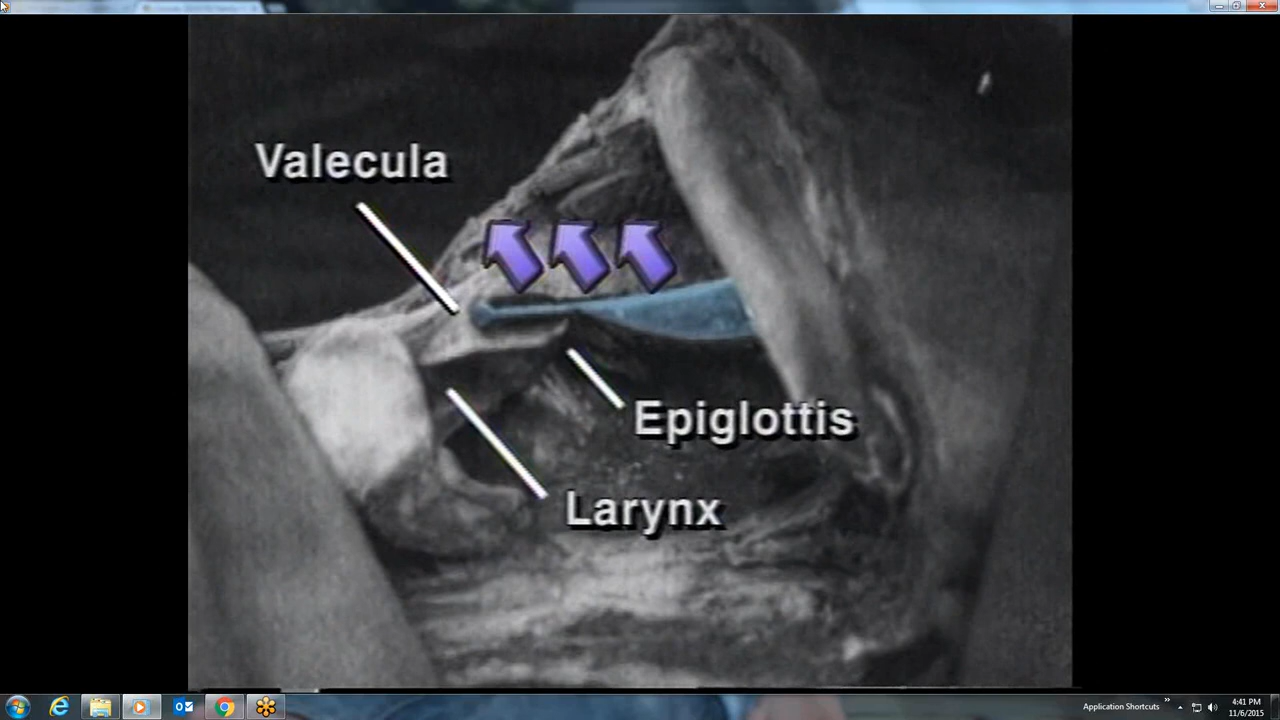 Valecula
Epiglottis
Larynx
Application Shortcuts
4:41 PM
11/6/2015